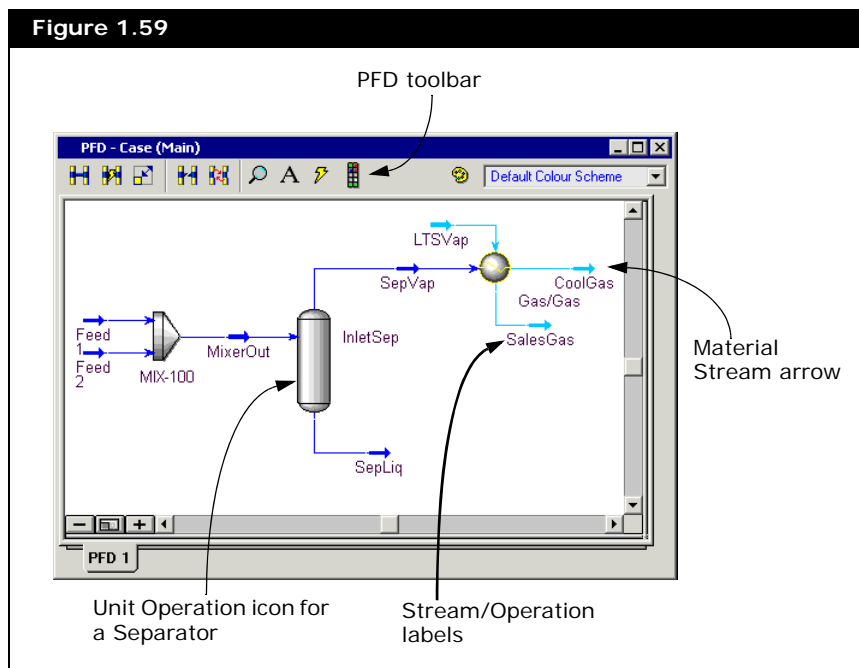 Figure 1.59
PFD toolbar
PFD - Case (Main)
A
Default Colour Scheme
LTSVap
SepVap
CoolGas
Gas/Gas
Feed
1
Feed
2
MixerOut
InletSep
SalesGas
MIX-100
Material
Stream arrow
SepLiq
PFD 1
Unit Operation icon for
a Separator
Stream/Operation
labels